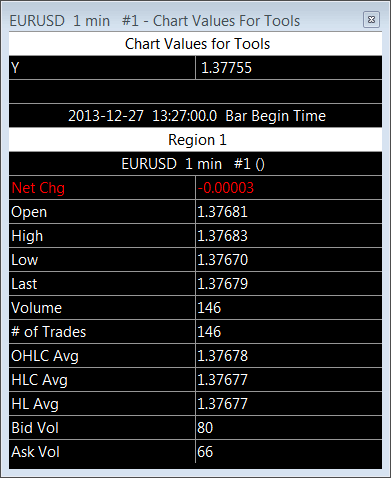 EURUSD 1 min #1 - Chart Values For Tools
Chart Values for Tools
Y 1.37755
2013-12-27 13:27:00.0 Bar Begin Time
Region 1
EURUSD 1 min #1 ()
Net Chg -0.00003
Open 1.37681
High 1.37683
Low 1.37670
Last 1.37679
Volume 146
# of Trades 146
OHLC Avg 1.37678
HLC Avg 1.37677
HL Avg 1.37677
Bid Vol 80
Ask Vol 66